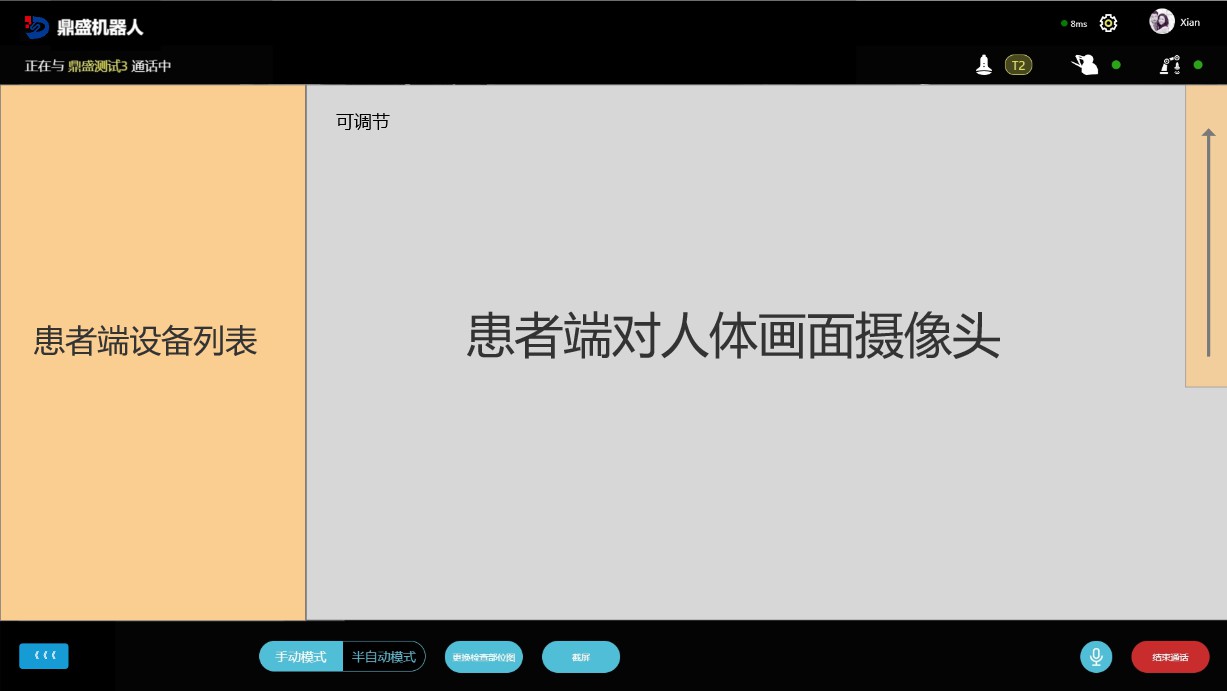 鼎盛机器人
8ms
Xian
正在与 鼎盛测试3 通话中
T2
可调节
患者端设备列表
患者端对人体画面摄像头
手动模式
半自动模式
更换检查部位图
截屏
结束通话